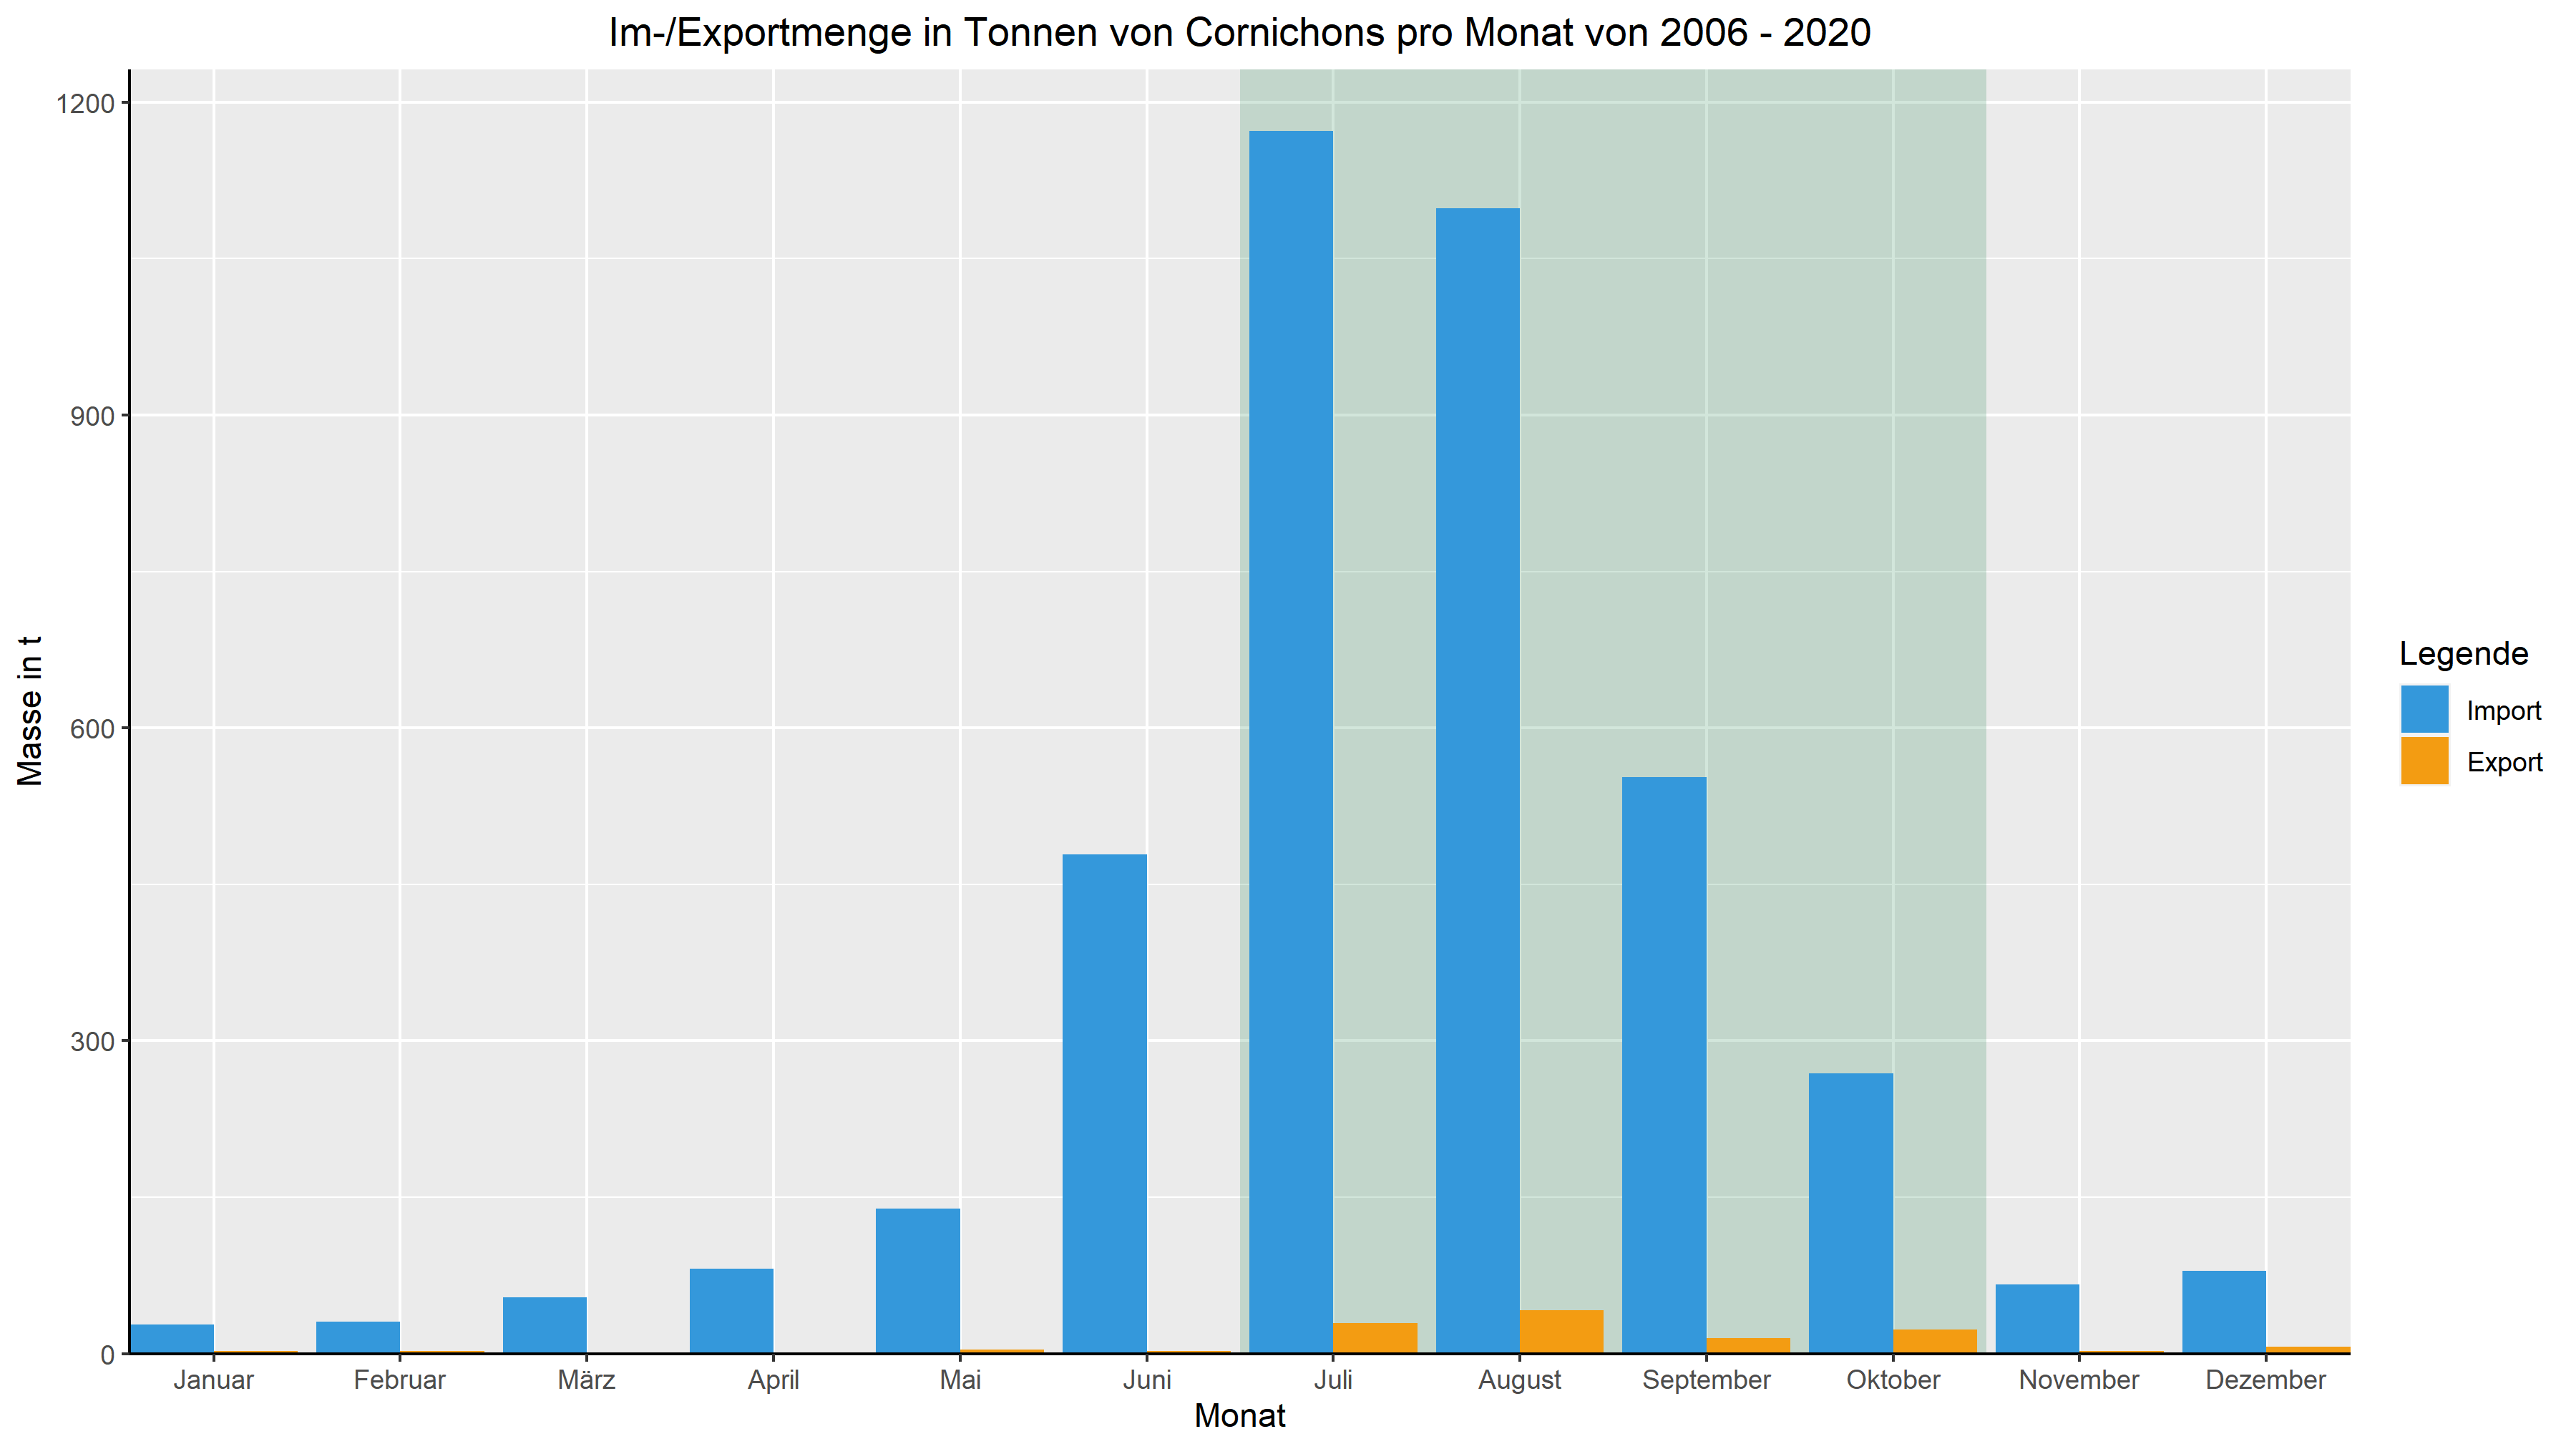 Im-/Exportmenge in Tonnen von Cornichons pro Monat von 2006 - 2020
Masse in t
1200
900
600
300
0
Januar Februar März April Mai Juni Juli August September Oktober November Dezember
Monat
Legende
Import
Export